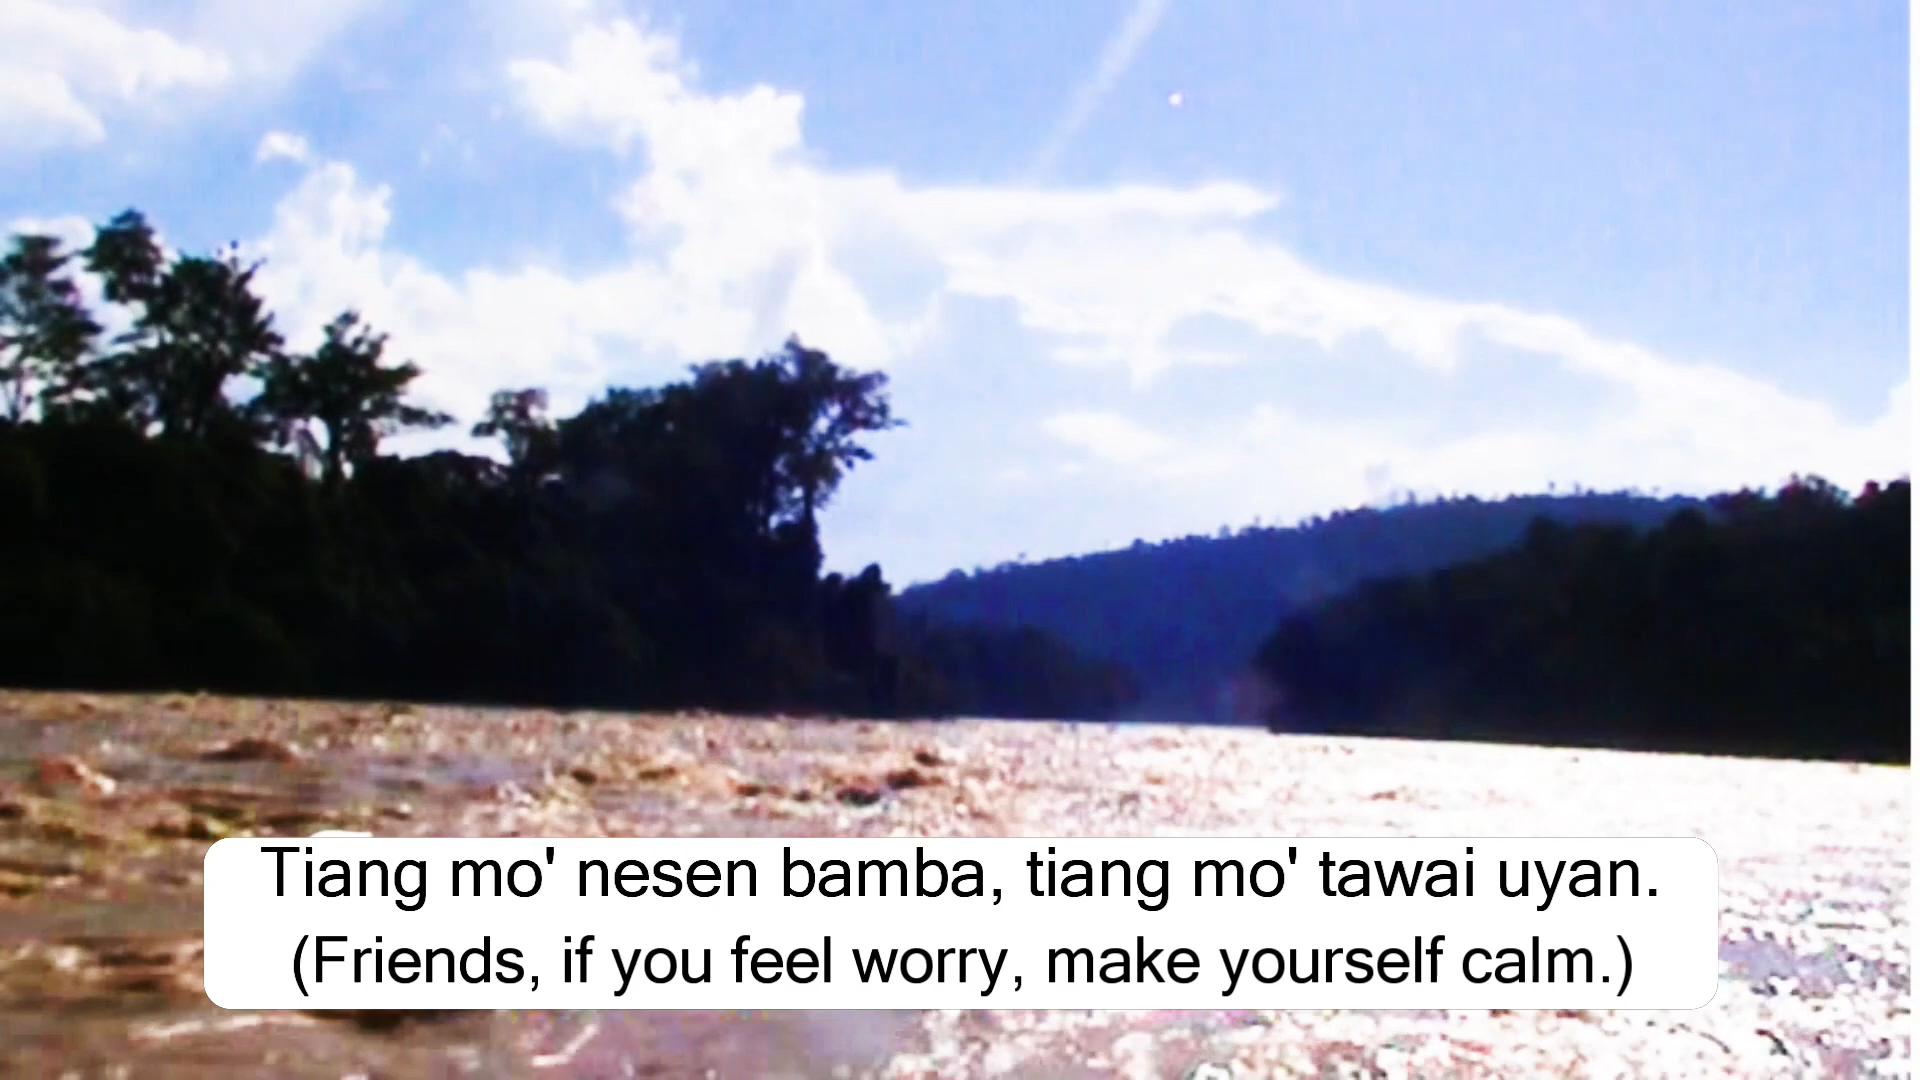 Tiang mo' nesen bamba, tiang mo' tawai uyan.
(Friends, if you feel worry, make yourself calm.)